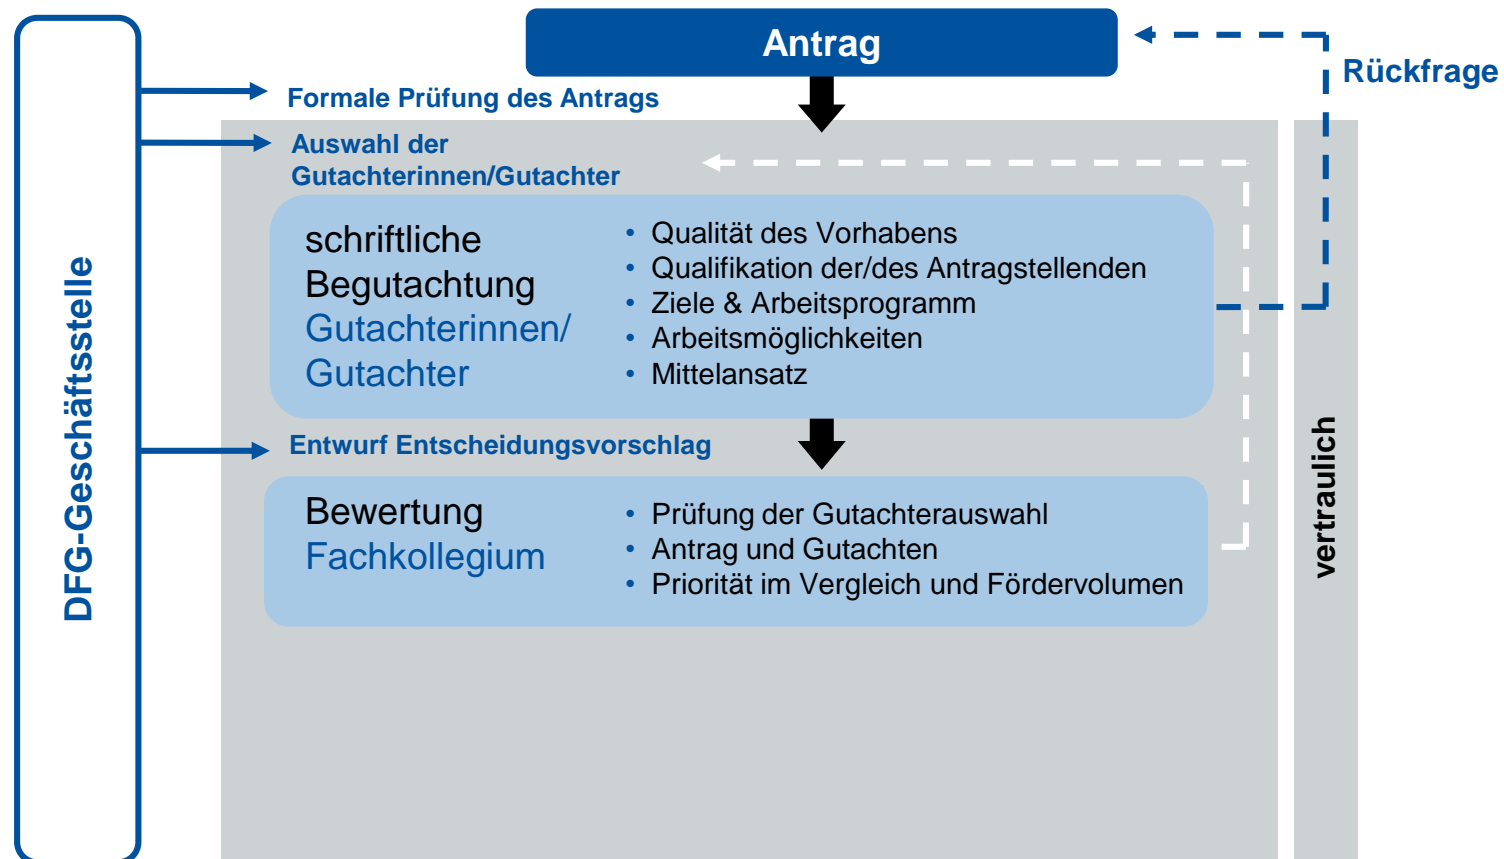 Antrag
Rückfrage
Formale Prüfung des Antrags
Auswahl der
Gutachterinnen/Gutachter
schriftliche
Begutachtung
Gutachterinnen/
Gutachter
• Qualität des Vorhabens
• Qualifikation der/des Antragstellenden
• Ziele & Arbeitsprogramm
• Arbeitsmöglichkeiten
• Mittelansatz
DFG-Geschäftsstelle
Entwurf Entscheidungsvorschlag
Bewertung
Fachkollegium
• Prüfung der Gutachterauswahl
• Antrag und Gutachten
• Priorität im Vergleich und Fördervolumen
vertraulich